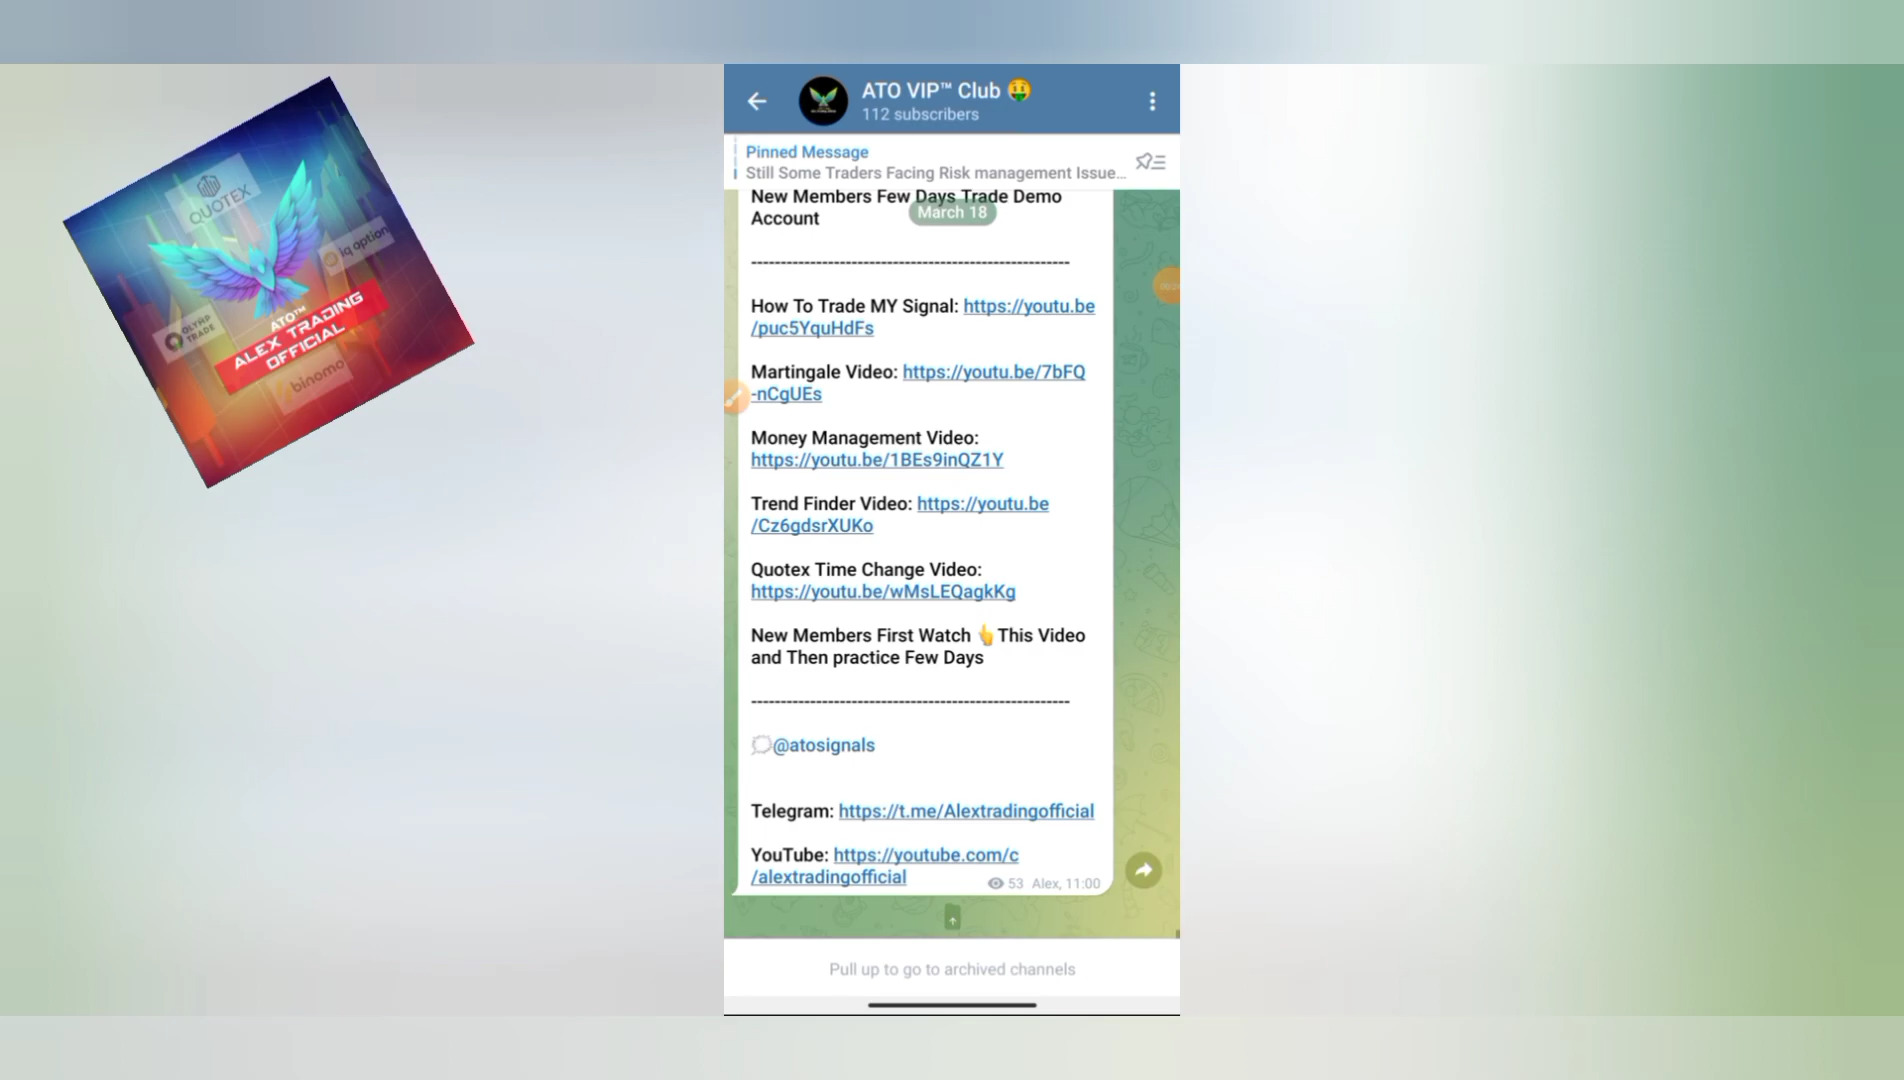 QUOTEX
iq option
OLYMP
TRADE
ATO™
ALEX TRADING
OFFICIAL
binomo
ATO VIP™ Club 🤑
112 subscribers
Pinned Message
Still Some Traders Facing Risk management Issue...
New Members Few Days Trade Demo
Account
March 18
------------------------------------------------------
How To Trade MY Signal: https://youtu.be
/puc5YquHdFs
Martingale Video: https://youtu.be/7bFQ
-nCgUEs
Money Management Video:
https://youtu.be/1BEs9inQZ1Y
Trend Finder Video: https://youtu.be
/Cz6gdsrXUKo
Quotex Time Change Video:
https://youtu.be/wMsLEQagkKg
New Members First Watch 👆This Video
and Then practice Few Days
------------------------------------------------------
💭@atosignals
Telegram: https://t.me/Alextradingofficial
YouTube: https://youtube.com/c
/alextradingofficial
53 Alex, 11:00
Pull up to go to archived channels